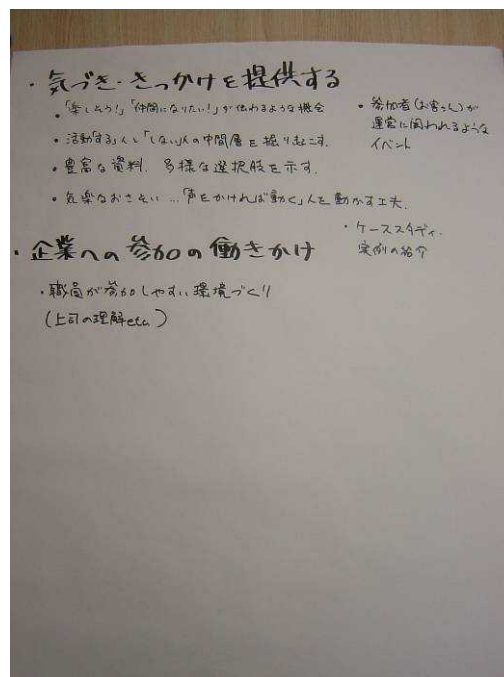 ・気づき・きっかけを提供する
・「楽しそう!」「仲間になりたい!」が伝わるような機会
・活動「する」人と「しない」人の中間層を掘り起こす.
・豊富な資料. 多様な選択肢を示す.
・気楽なおさそい…「声をかければ動く」人を動かす工夫.
・参加者(お客さん)が
運営に関われるような
イベント
・ケーススタディ.
実例の紹介
・企業への参加の働きかけ
・職員が参加しやすい環境づくり
(上司の理解etc)